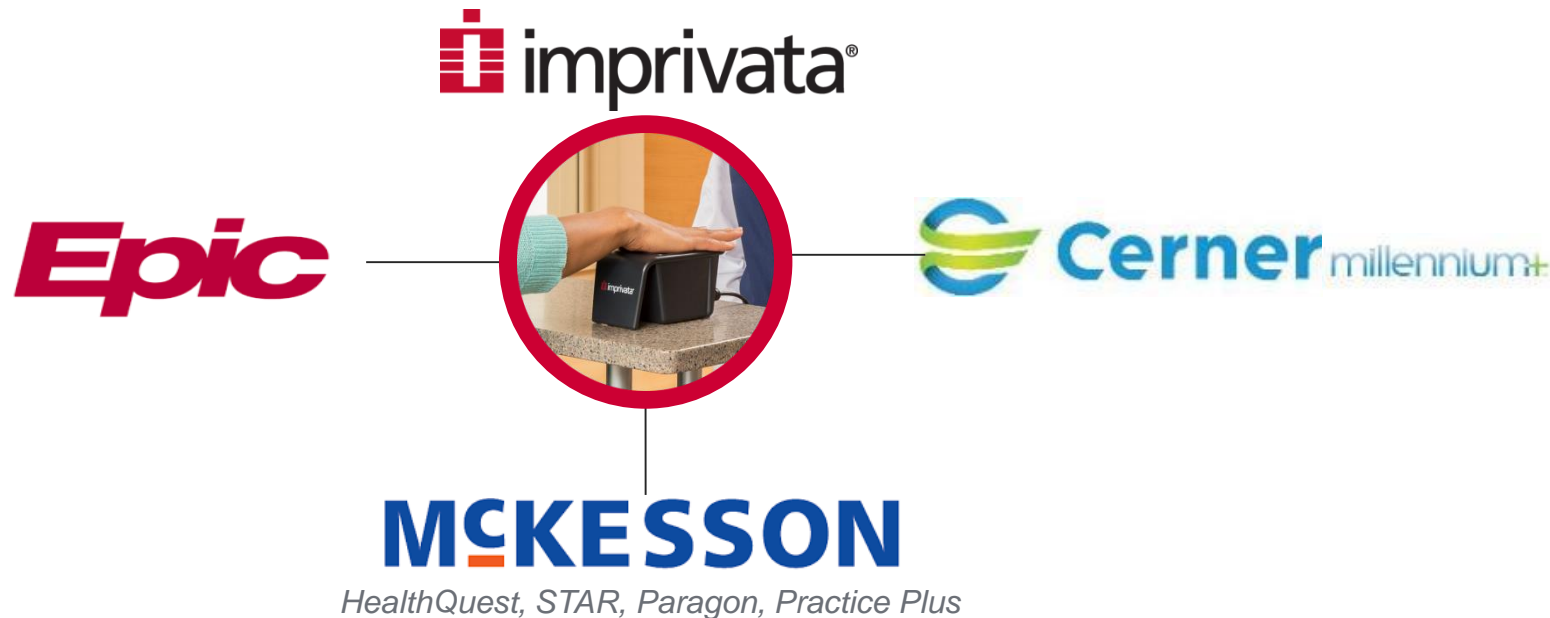 imprivata®
Epic
imprivata
Cerner millennium+
McKESSON
HealthQuest, STAR, Paragon, Practice Plus